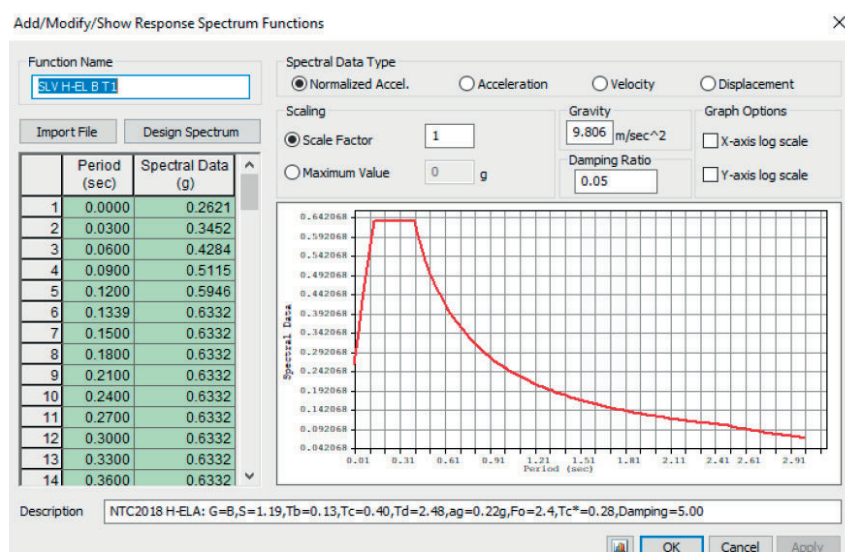 Add/Modify/Show Response Spectrum Functions
Function Name
SLV H-EL B T1
Import File
Design Spectrum
Period (sec) Spectral Data (g)
1 0.0000 0.2621
2 0.0300 0.3452
3 0.0600 0.4284
4 0.0900 0.5115
5 0.1200 0.5946
6 0.1339 0.6332
7 0.1500 0.6332
8 0.1800 0.6332
9 0.2100 0.6332
10 0.2400 0.6332
11 0.2700 0.6332
12 0.3000 0.6332
13 0.3300 0.6332
14 0.3600 0.6332
Spectral Data Type
Normalized Accel. Acceleration Velocity Displacement
Scaling
Scale Factor 1
Maximum Value 0 g
Gravity
9.806 m/sec^2
Damping Ratio
0.05
Graph Options
X-axis log scale
Y-axis log scale
0.642068
0.592068
0.542068
0.492068
0.442068
0.392068
0.342068
0.292068
0.242068
0.192068
0.142068
0.092068
0.042068
Spectral Data
0.01 0.31 0.61 0.91 1.21 1.51 1.81 2.11 2.41 2.61 2.91
Period (sec)
Description NTC2018 H-ELA: G=B,S=1.19,Tb=0.13,Tc=0.40,Td=2.48,ag=0.22g,Fo=2.4,Tc*=0.28,Damping=5.00
OK Cancel Apply